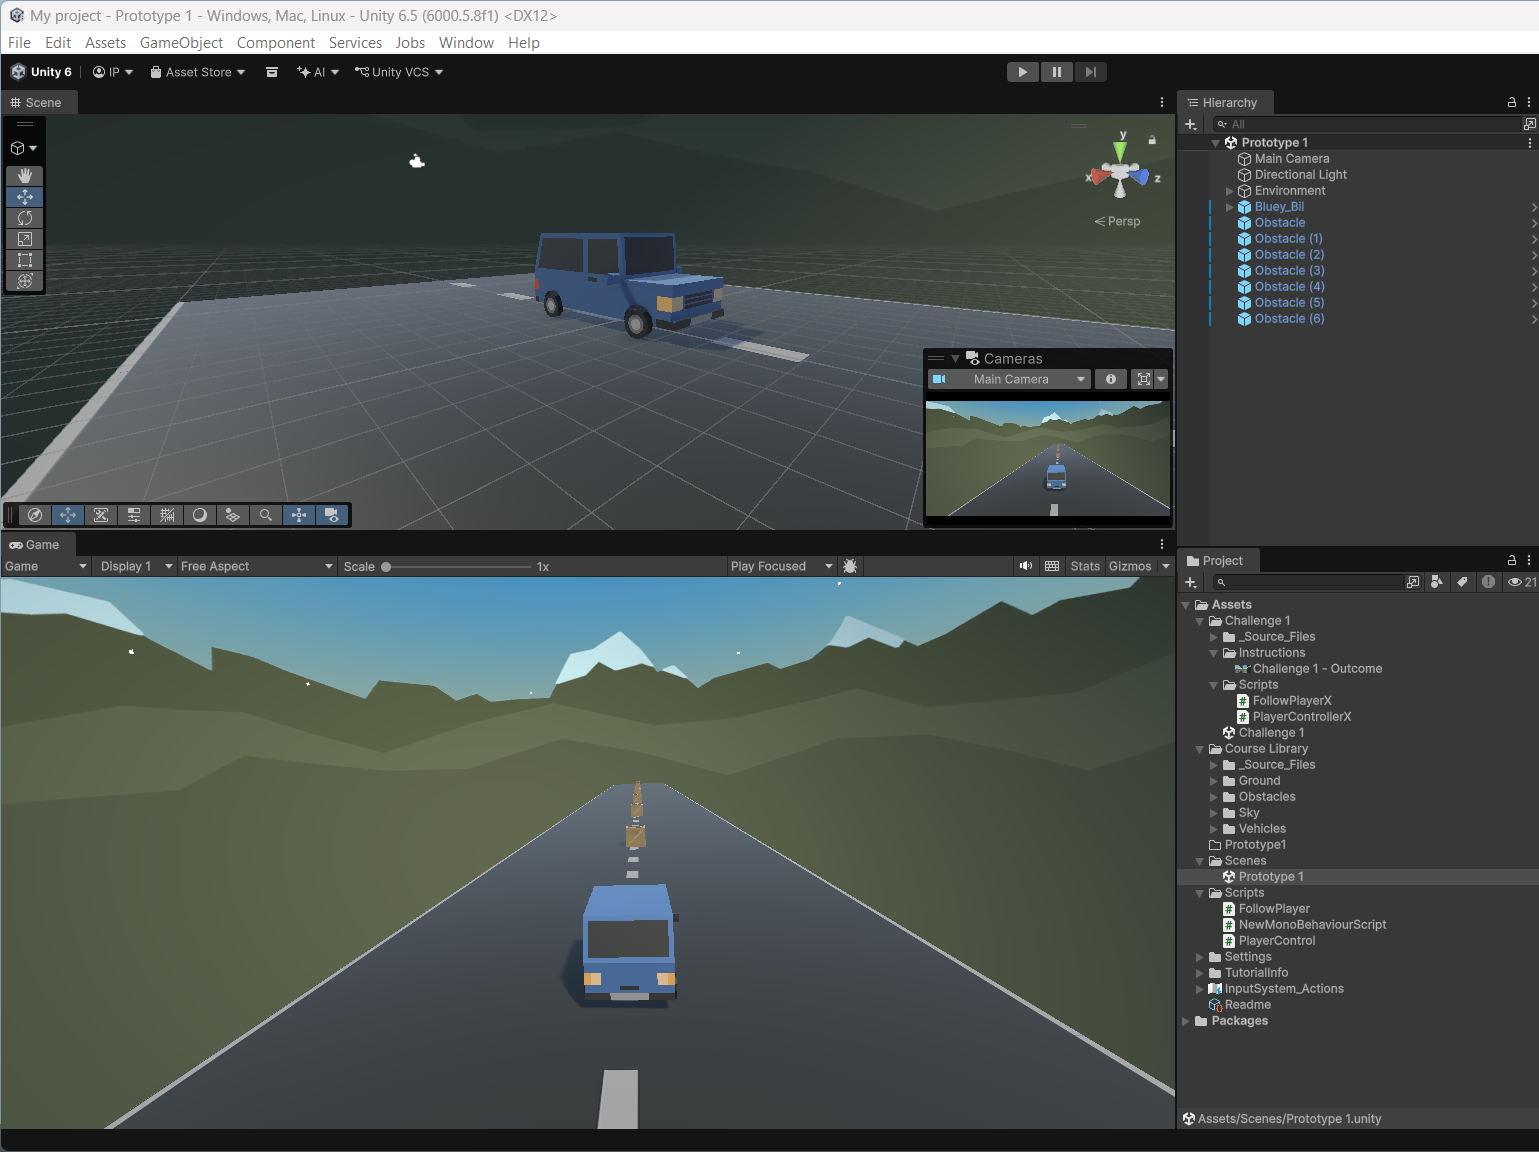 My project - Prototype 1 - Windows, Mac, Linux - Unity 6.5 (6000.5.8f1) <DX12>
File Edit Assets GameObject Component Services Jobs Window Help
Unity 6 IP Asset Store AI Unity VCS
Scene
y
x
z
Persp
Cameras
Main Camera
Game
Game Display 1 Free Aspect Scale 1x Play Focused Stats Gizmos
Hierarchy
All
Prototype 1
Main Camera
Directional Light
Environment
Bluey_Bil
Obstacle
Obstacle (1)
Obstacle (2)
Obstacle (3)
Obstacle (4)
Obstacle (5)
Obstacle (6)
Project
21
Assets
Challenge 1
_Source_Files
Instructions
Challenge 1 - Outcome
Scripts
FollowPlayerX
PlayerControllerX
Challenge 1
Course Library
_Source_Files
Ground
Obstacles
Sky
Vehicles
Prototype1
Scenes
Prototype 1
Scripts
FollowPlayer
NewMonoBehaviourScript
PlayerControl
Settings
TutorialInfo
InputSystem_Actions
Readme
Packages
Assets/Scenes/Prototype 1.unity